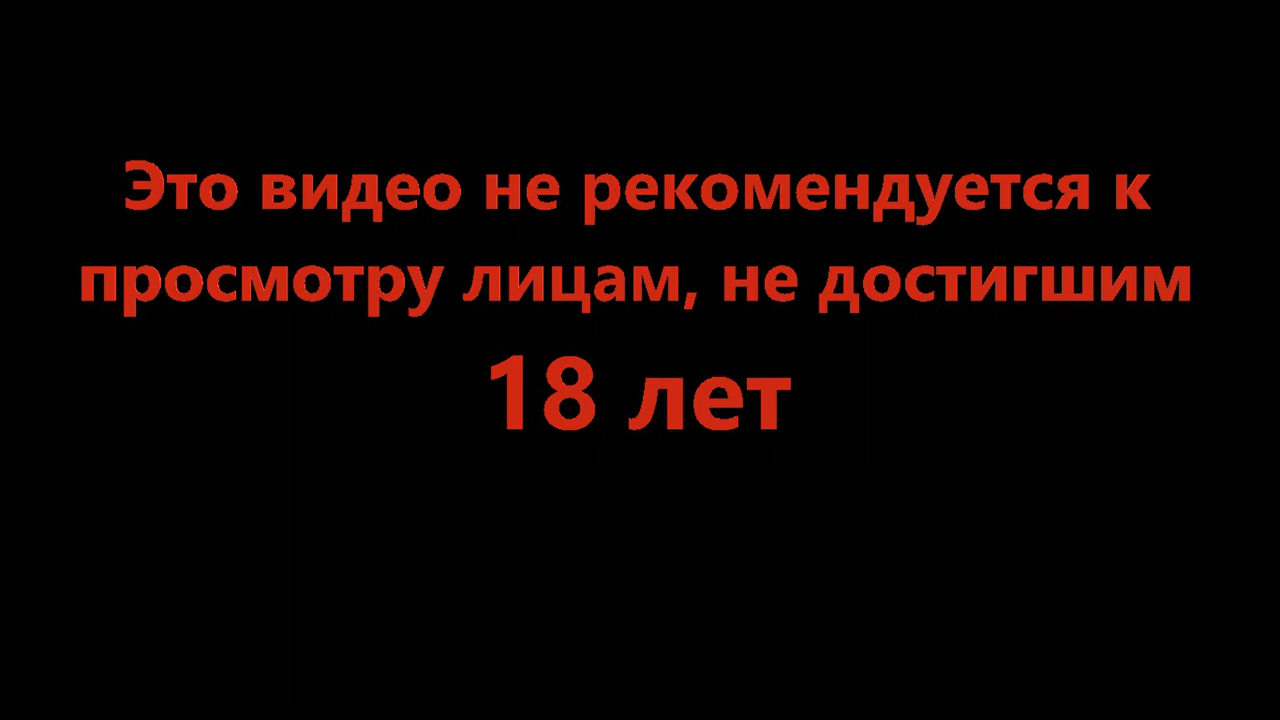 Это видео не рекомендуется к
просмотру лицам, не достигшим
18 лет